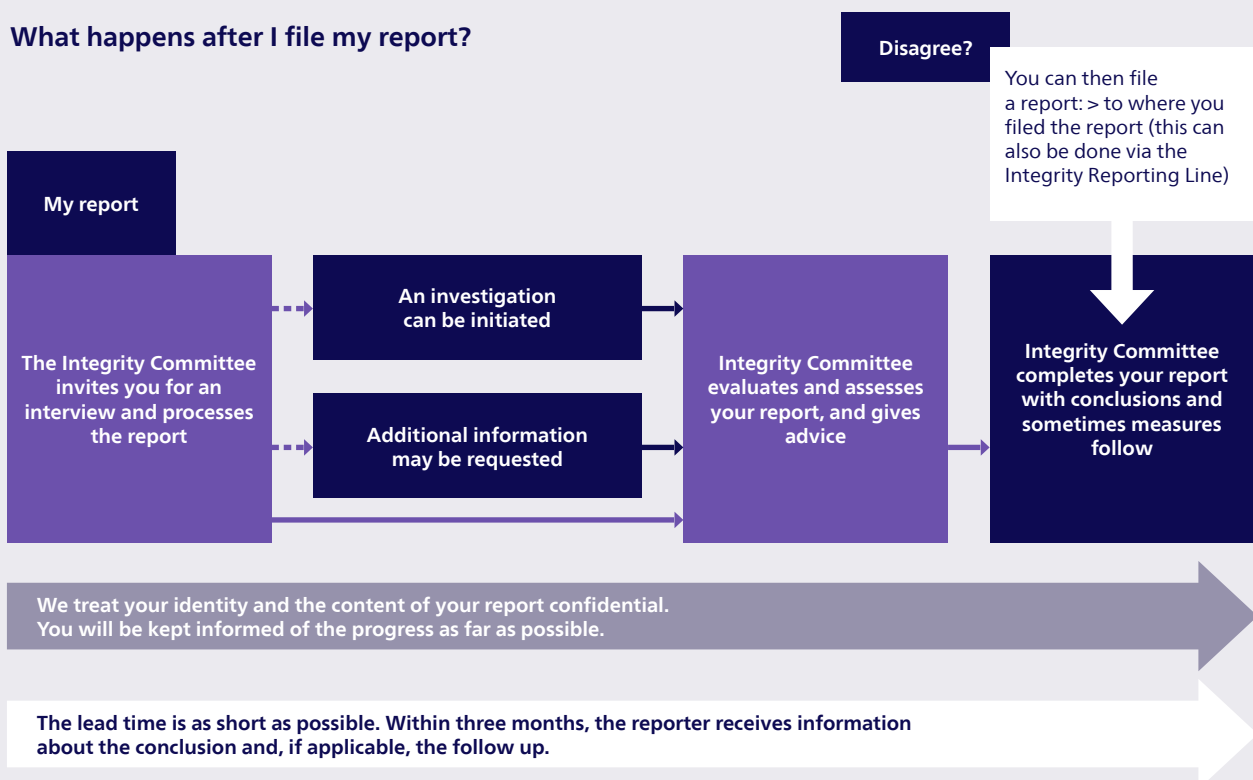 What happens after I file my report?
Disagree?
You can then file
a report: > to where you
filed the report (this can
also be done via the
Integrity Reporting Line)
My report
The Integrity Committee
invites you for an
interview and processes
the report
An investigation
can be initiated
Additional information
may be requested
Integrity Committee
evaluates and assesses
your report, and gives
advice
Integrity Committee
completes your report
with conclusions and
sometimes measures
follow
We treat your identity and the content of your report confidential.
You will be kept informed of the progress as far as possible.
The lead time is as short as possible. Within three months, the reporter receives information
about the conclusion and, if applicable, the follow up.